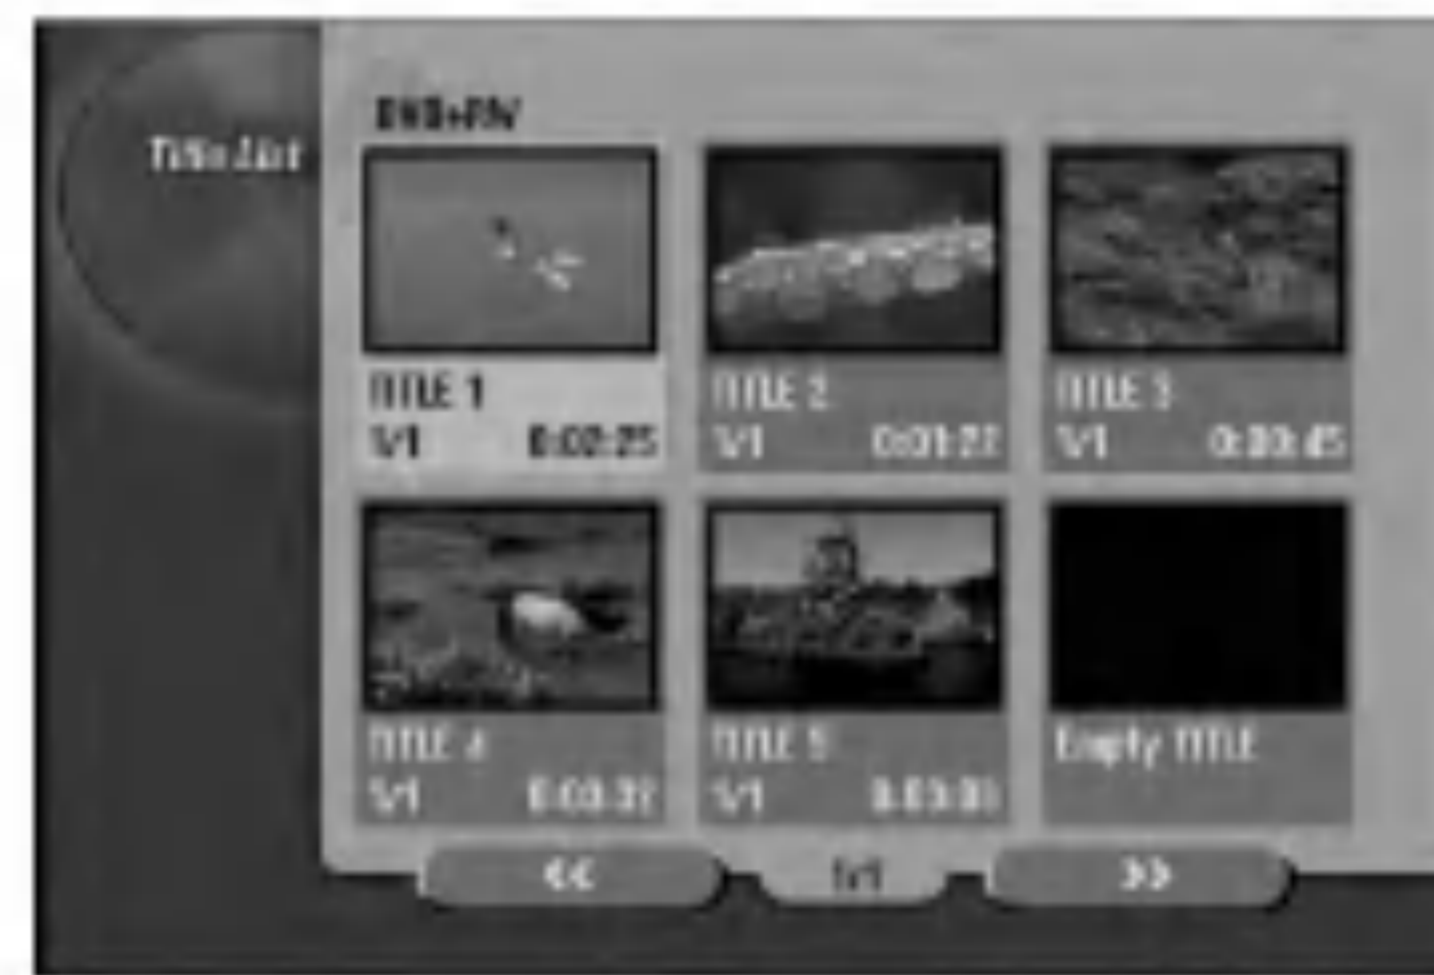 Title List
DVD+RW
TITLE 1
1/1 0:02:25
TITLE 2
1/1
TITLE 3
1/1
TITLE 4
1/1
TITLE 5
1/1
Empty TITLE
<< 1/1 >>